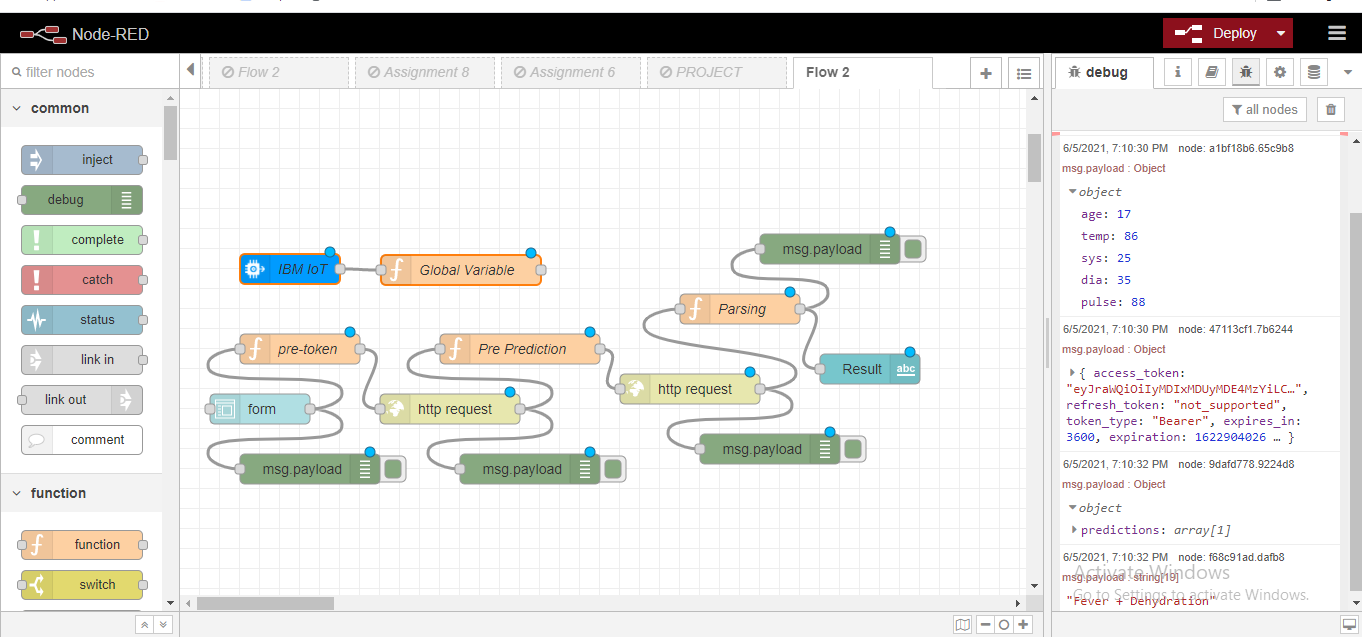 Node-RED
Deploy
filter nodes
Flow 2
Assignment 8
Assignment 6
PROJECT
Flow 2
debug
i
all nodes
common
inject
debug
complete
catch
status
link in
link out
comment
function
function
switch
IBM IoT
Global Variable
msg.payload
Parsing
pre-token
Pre Prediction
Result
abc
http request
form
http request
msg.payload
msg.payload
msg.payload
6/5/2021, 7:10:30 PM node: a1bf18b6.65c9b8
msg.payload : Object
object
age: 17
temp: 86
sys: 25
dia: 35
pulse: 88
6/5/2021, 7:10:30 PM node: 47113cf1.7b6244
msg.payload : Object
{ access_token:
"eyJraWQiOiIyMDIxMDUyMDE4MzYiLC…",
refresh_token: "not_supported",
token_type: "Bearer", expires_in:
3600, expiration: 1622904026 … }
6/5/2021, 7:10:32 PM node: 9dafd778.9224d8
msg.payload : Object
object
predictions: array[1]
6/5/2021, 7:10:32 PM node: f68c91ad.dafb8
msg.payload : string[19]
"Fever + Denydration"
Activate Windows
Go to Settings to activate Windows.